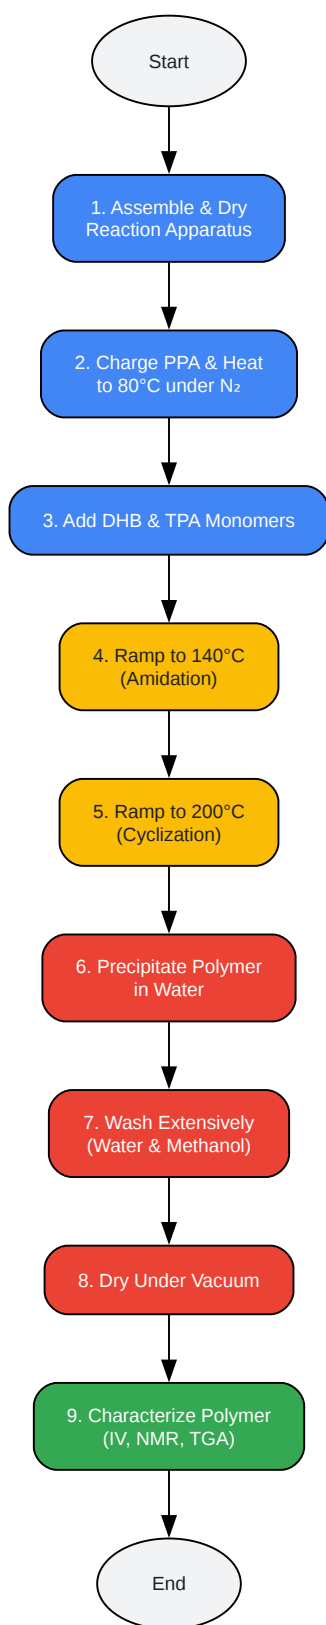 Start
1. Assemble & Dry
Reaction Apparatus
2. Charge PPA & Heat
to 80°C under N₂
3. Add DHB & TPA Monomers
4. Ramp to 140°C
(Amidation)
5. Ramp to 200°C
(Cyclization)
6. Precipitate Polymer
in Water
7. Wash Extensively
(Water & Methanol)
8. Dry Under Vacuum
9. Characterize Polymer
(IV, NMR, TGA)
End